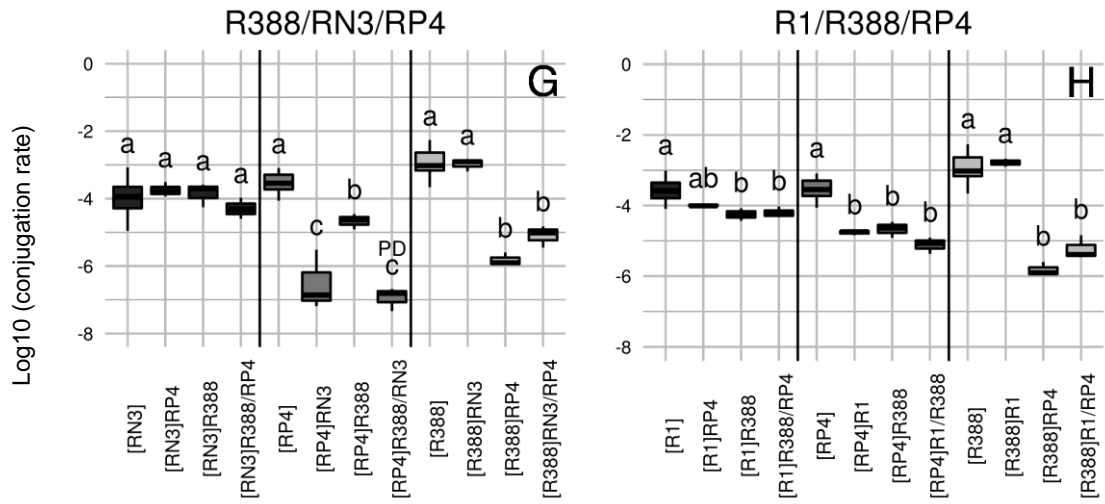 R388/RN3/RP4
G
Log10 (conjugation rate)
0
-2
-4
-6
-8
a
a
a
a
a
c
b
PD
c
a
a
b
b
[RN3]
[RN3]RP4
[RN3]R388
[RN3]R388/RP4
[RP4]
[RP4]RN3
[RP4]R388
[RP4]R388/RN3
[R388]
[R388]RN3
[R388]RP4
[R388]RN3/RP4
R1/R388/RP4
H
0
-2
-4
-6
-8
a
ab
b
b
a
b
b
b
a
a
b
b
[R1]
[R1]RP4
[R1]R388
[R1]R388/RP4
[RP4]
[RP4]R1
[RP4]R388
[RP4]R1/R388
[R388]
[R388]R1
[R388]RP4
[R388]R1/RP4